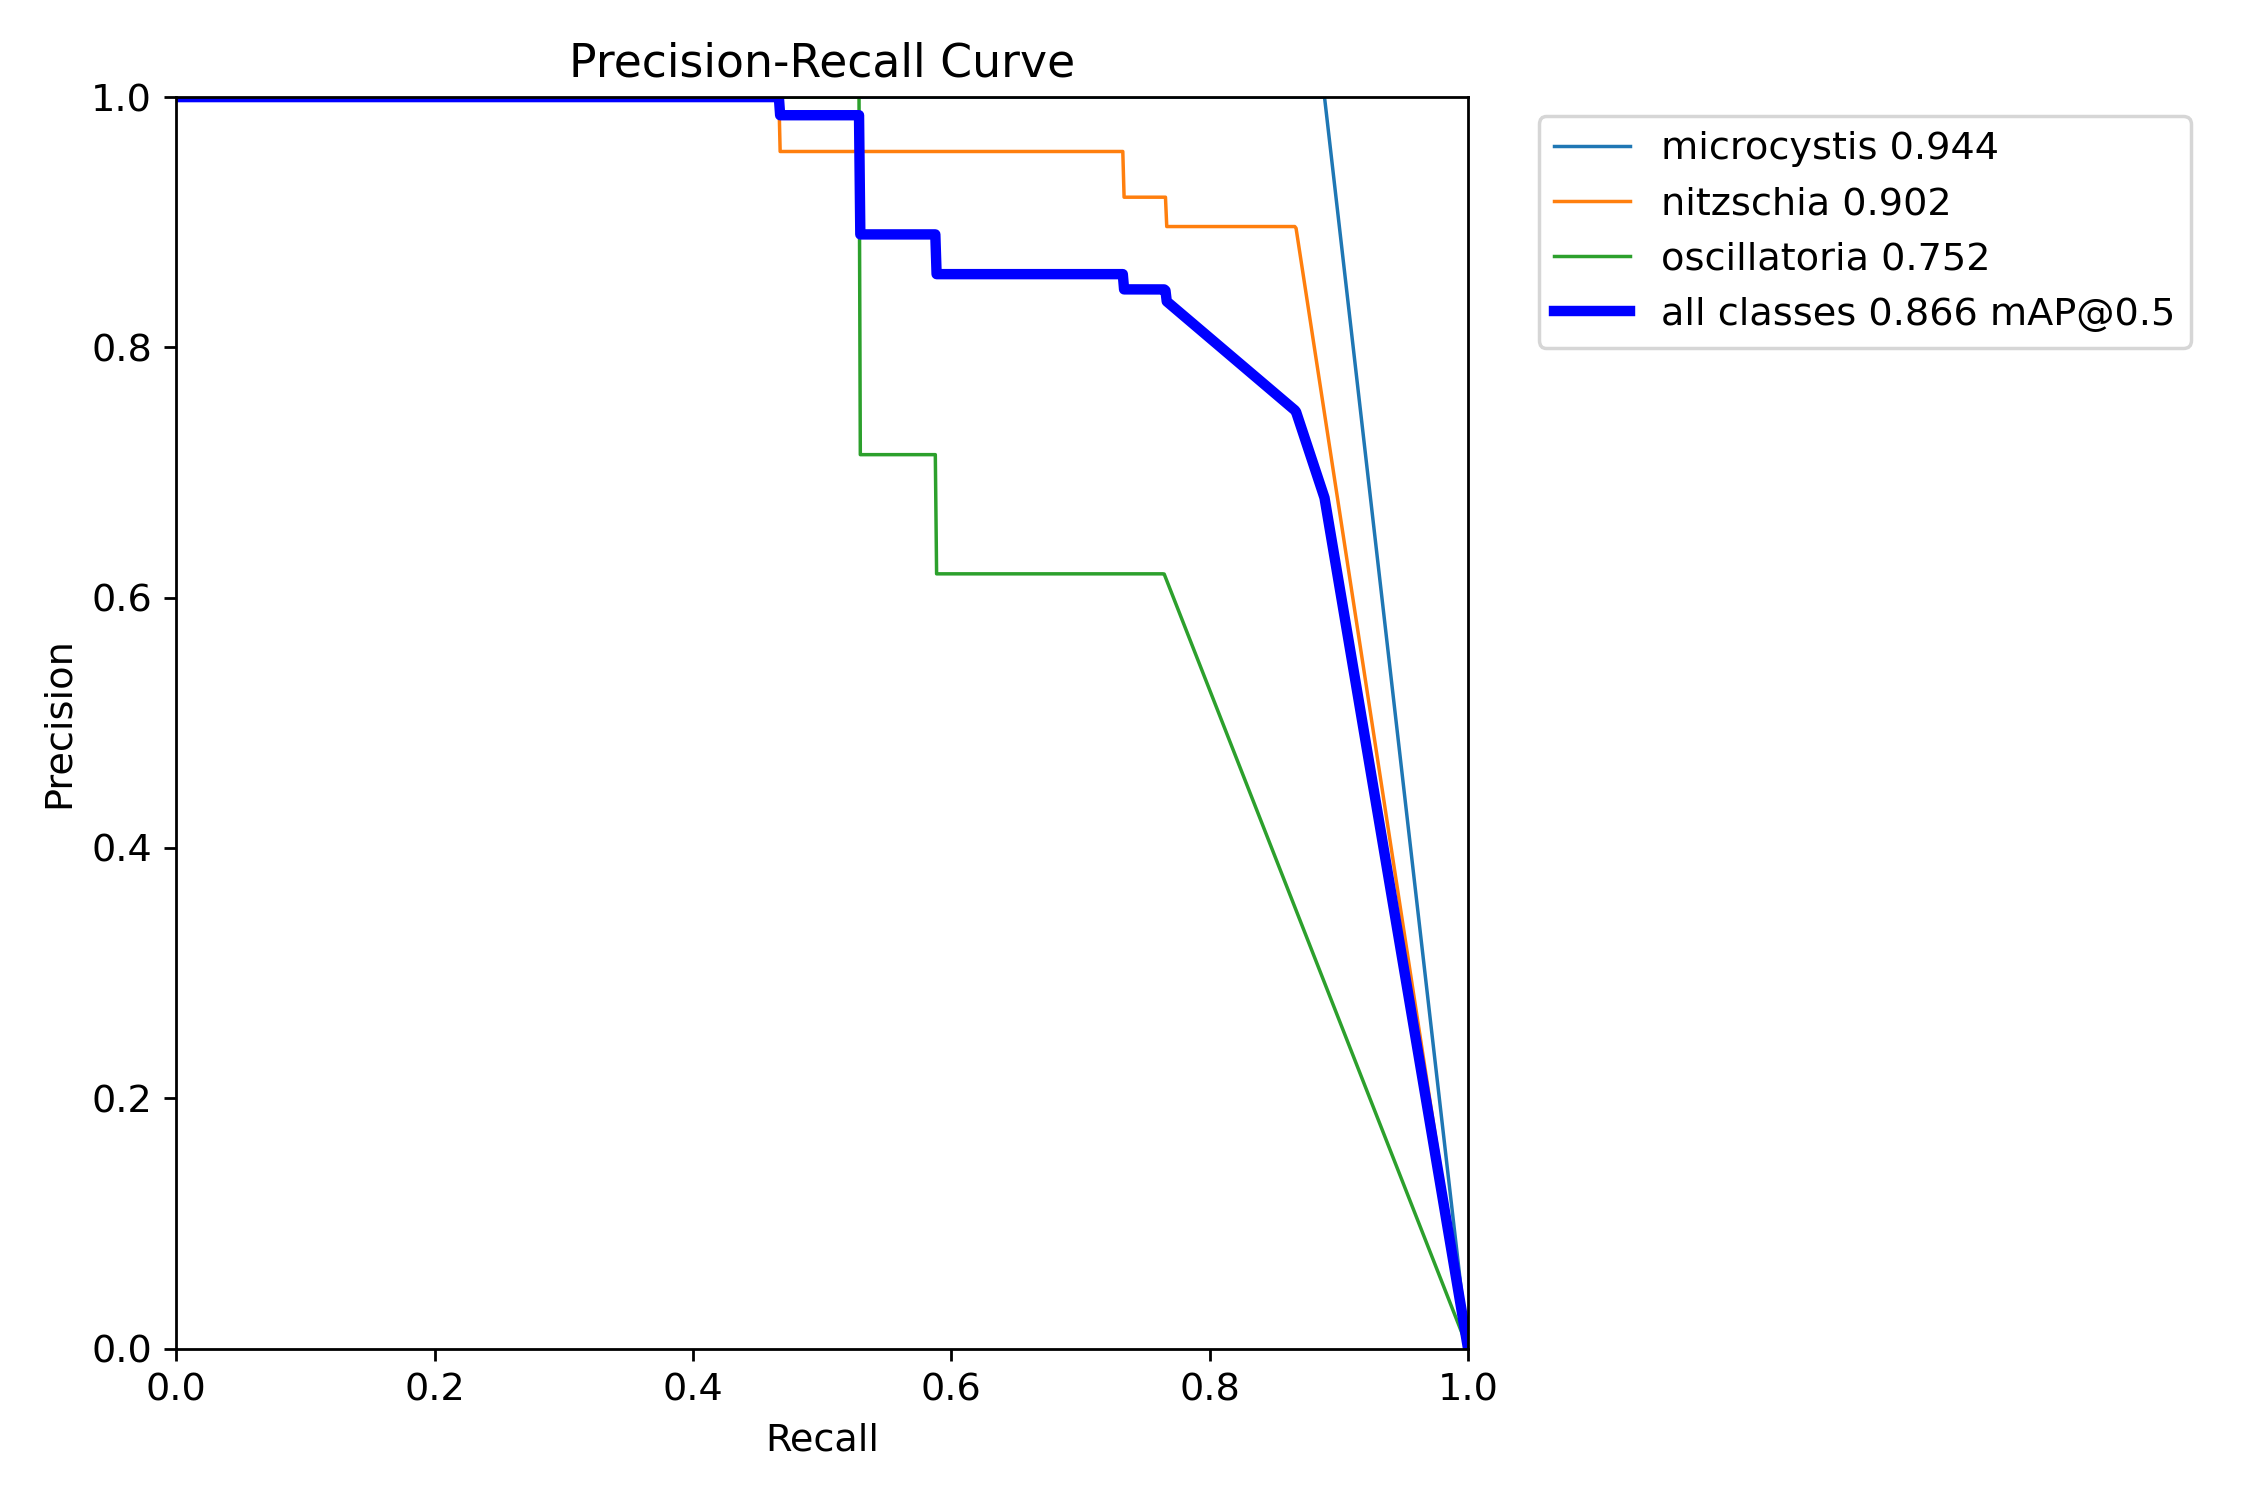 Precision-Recall Curve
1.0
0.8
0.6
0.4
0.2
0.0
Precision
0.0 0.2 0.4 0.6 0.8 1.0
Recall
microcystis 0.944
nitzschia 0.902
oscillatoria 0.752
all classes 0.866 mAP@0.5